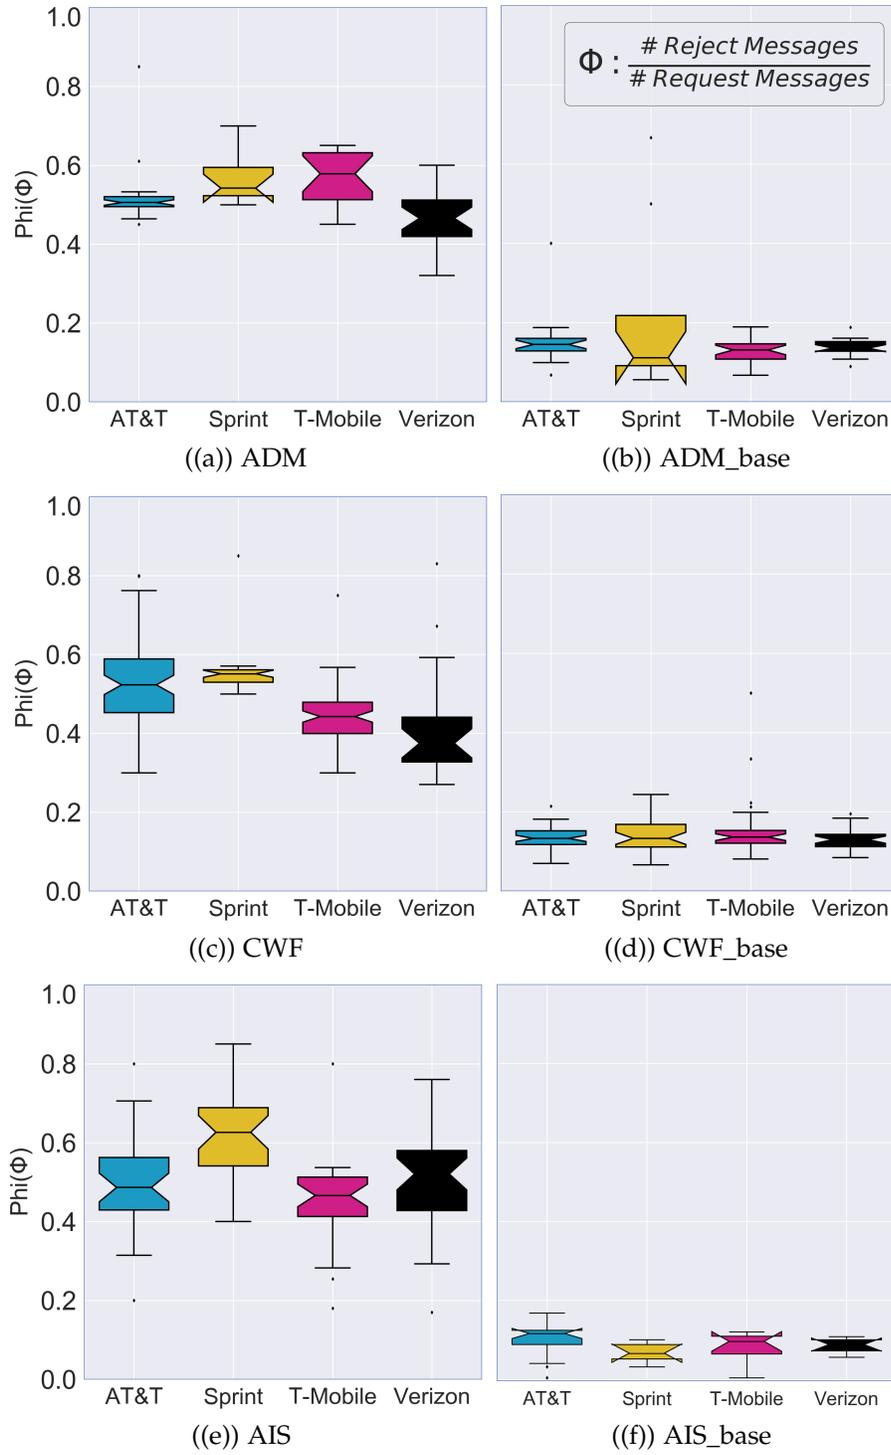 1.0
Φ : # Reject Messages
# Request Messages
0.8
0.6
Phi(Φ)
0.4
0.2
0.0
AT&T Sprint T-Mobile Verizon AT&T Sprint T-Mobile Verizon
((a)) ADM ((b)) ADM_base
1.0
0.8
0.6
Phi(Φ)
0.4
0.2
0.0
AT&T Sprint T-Mobile Verizon AT&T Sprint T-Mobile Verizon
((c)) CWF ((d)) CWF_base
1.0
0.8
0.6
Phi(Φ)
0.4
0.2
0.0
AT&T Sprint T-Mobile Verizon AT&T Sprint T-Mobile Verizon
((e)) AIS ((f)) AIS_base